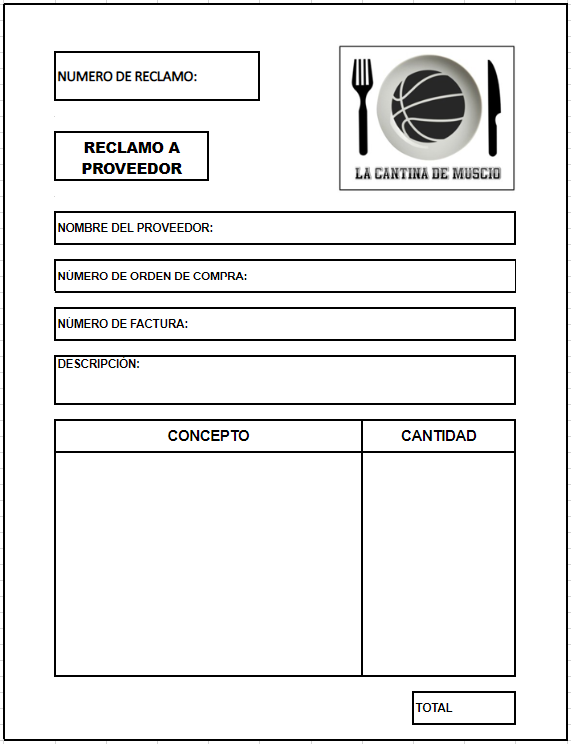 NUMERO DE RECLAMO:
RECLAMO A
PROVEEDOR
LA CANTINA DE MUSCIO
NOMBRE DEL PROVEEDOR:
NÚMERO DE ORDEN DE COMPRA:
NÚMERO DE FACTURA:
DESCRIPCIÓN:
CONCEPTO CANTIDAD
TOTAL